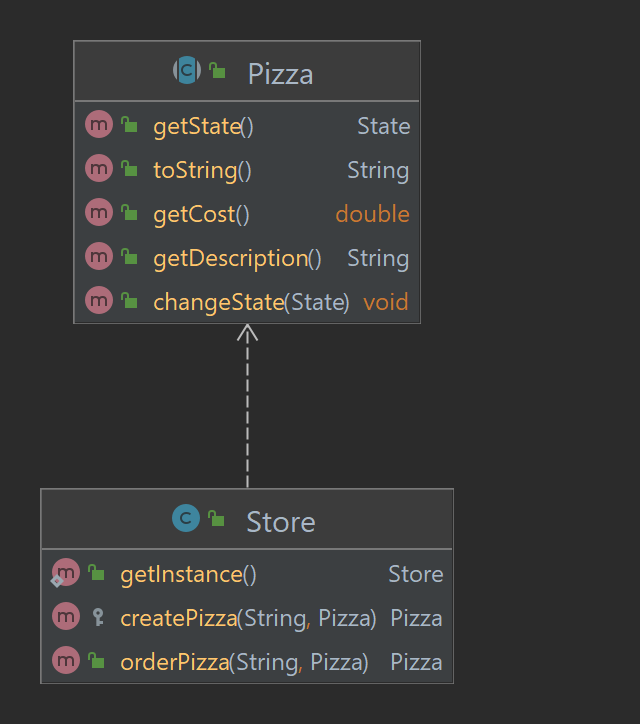 Pizza
getState() State
toString() String
getCost() double
getDescription() String
changeState(State) void
Store
getInstance() Store
createPizza(String, Pizza) Pizza
orderPizza(String, Pizza) Pizza